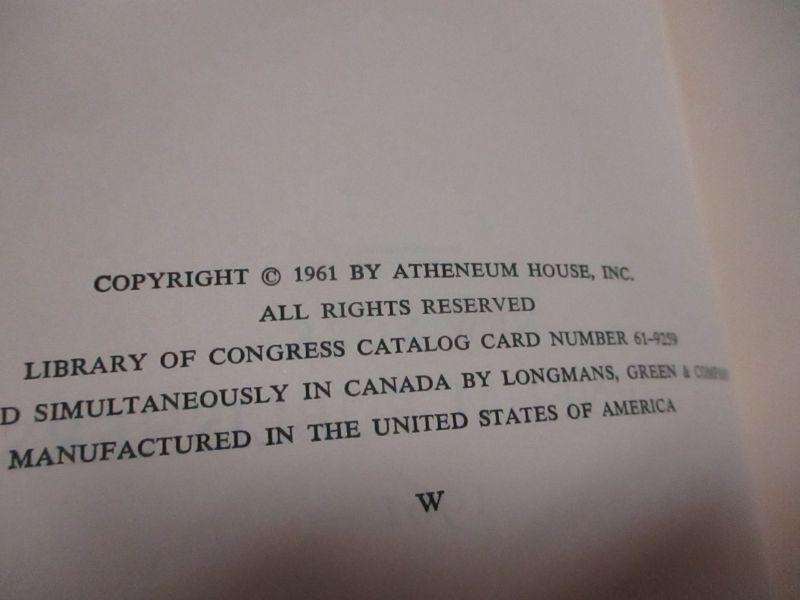 COPYRIGHT © 1961 BY ATHENEUM HOUSE, INC.
ALL RIGHTS RESERVED
LIBRARY OF CONGRESS CATALOG CARD NUMBER 61-9259
D SIMULTANEOUSLY IN CANADA BY LONGMANS, GREEN & COMPAN
MANUFACTURED IN THE UNITED STATES OF AMERICA
W